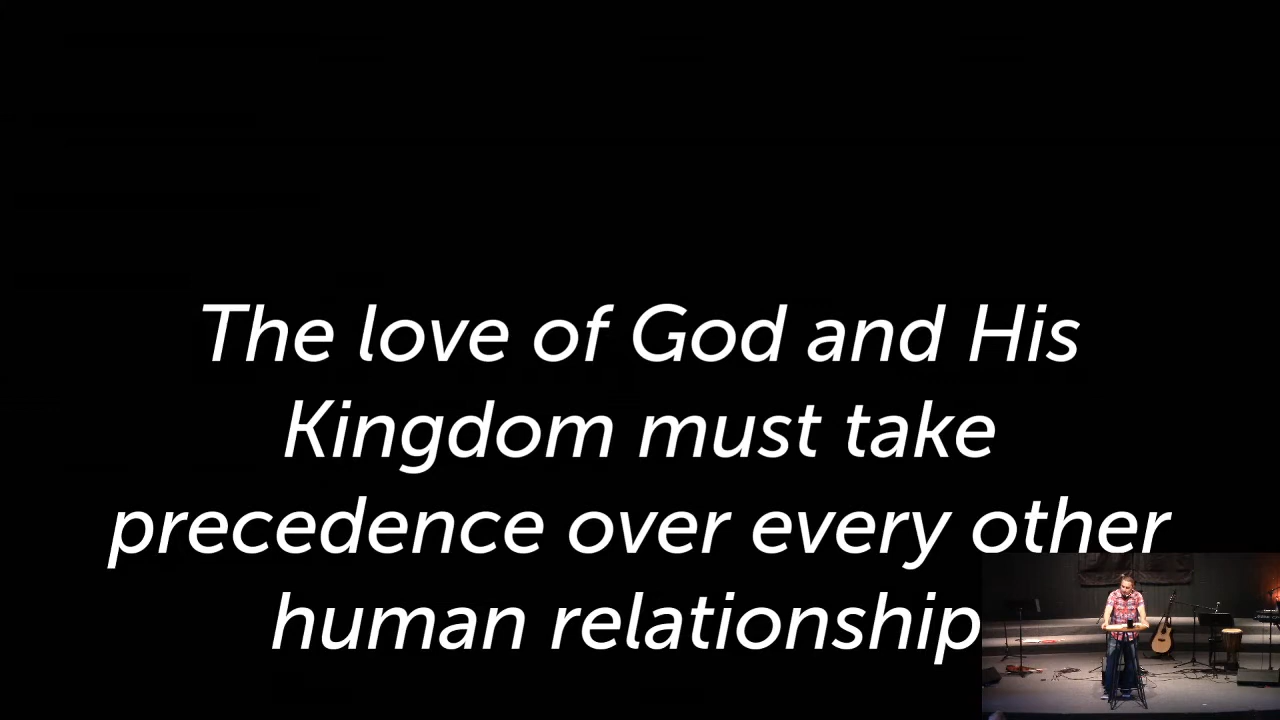 The love of God and His
Kingdom must take
precedence over every other
human relationship